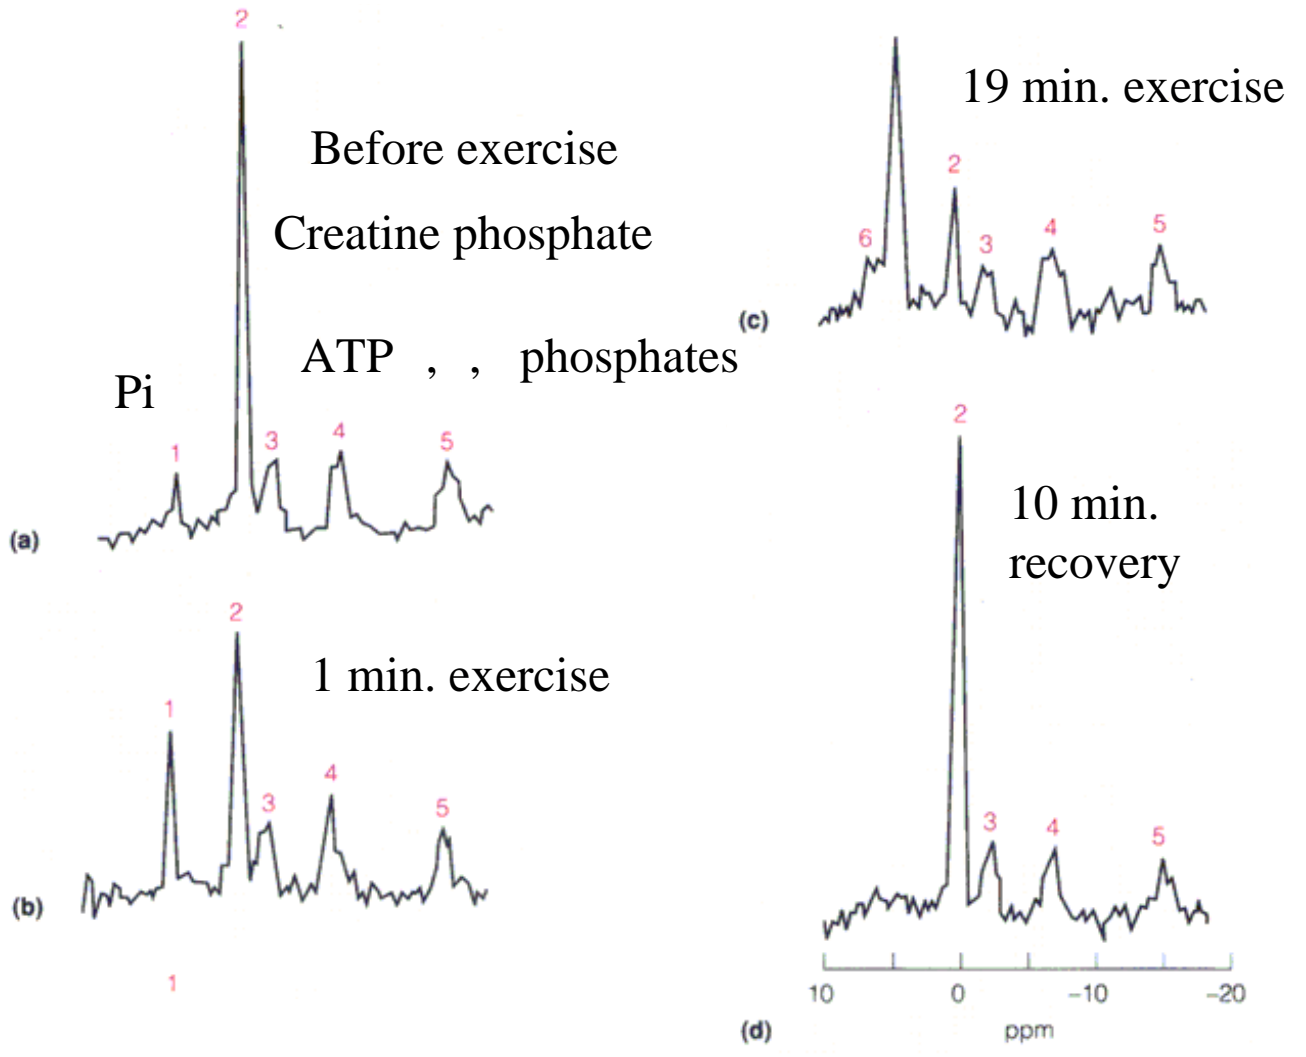 2
Before exercise
Creatine phosphate
ATP , , phosphates
Pi
1
3
4
5
(a)
2
1 min. exercise
1
3
4
5
(b)
1
19 min. exercise
6
2
3
4
5
(c)
2
10 min.
recovery
3
4
5
10 0 −10 −20
(d) ppm